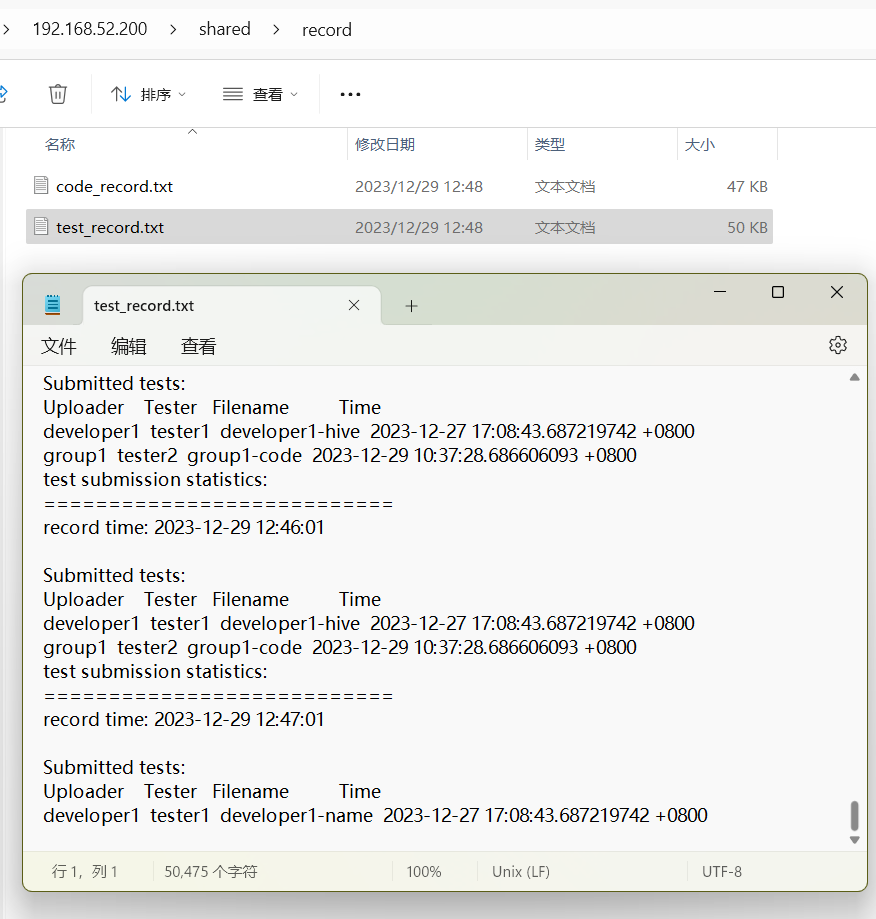 192.168.52.200 > shared > record
排序 查看
名称 修改日期 类型 大小
code_record.txt 2023/12/29 12:48 文本文档 47 KB
test_record.txt 2023/12/29 12:48 文本文档 50 KB
test_record.txt
文件 编辑 查看
Submitted tests:
Uploader Tester Filename Time
developer1 tester1 developer1-hive 2023-12-27 17:08:43.687219742 +0800
group1 tester2 group1-code 2023-12-29 10:37:28.686606093 +0800
test submission statistics:
===========================
record time: 2023-12-29 12:46:01
Submitted tests:
Uploader Tester Filename Time
developer1 tester1 developer1-hive 2023-12-27 17:08:43.687219742 +0800
group1 tester2 group1-code 2023-12-29 10:37:28.686606093 +0800
test submission statistics:
===========================
record time: 2023-12-29 12:47:01
Submitted tests:
Uploader Tester Filename Time
developer1 tester1 developer1-name 2023-12-27 17:08:43.687219742 +0800
行 1，列 1 50,475 个字符 100% Unix (LF) UTF-8